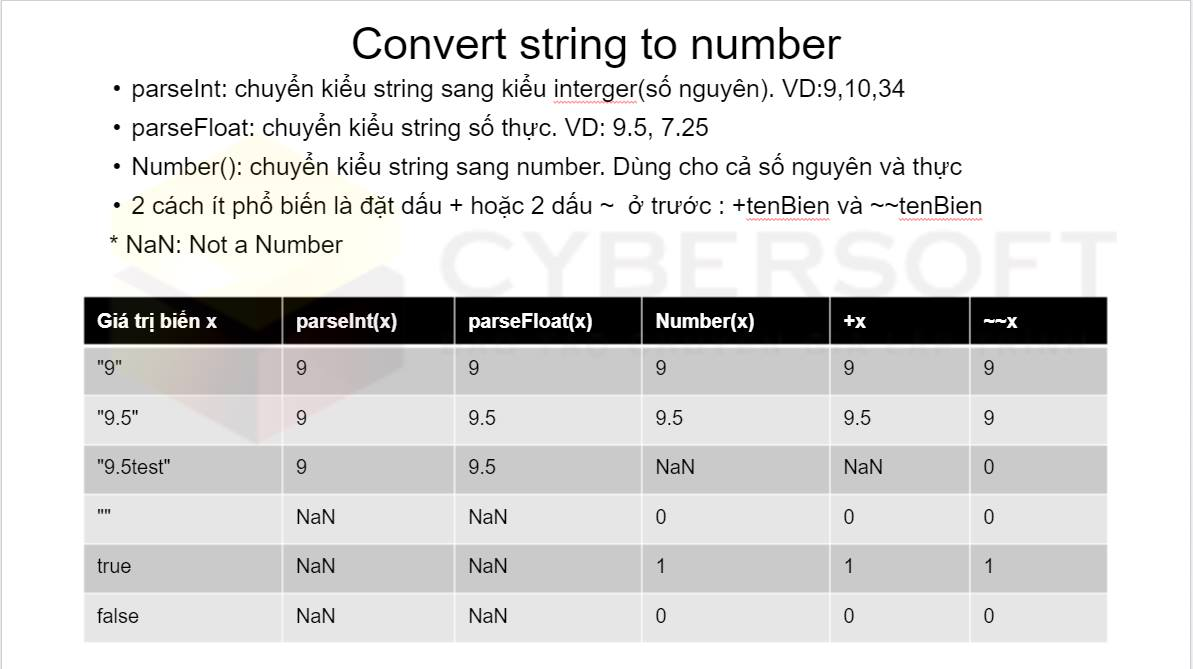 Convert string to number
• parseInt: chuyển kiểu string sang kiểu interger(số nguyên). VD:9,10,34
• parseFloat: chuyển kiểu string số thực. VD: 9.5, 7.25
• Number(): chuyển kiểu string sang number. Dùng cho cả số nguyên và thực
• 2 cách ít phổ biến là đặt dấu + hoặc 2 dấu ~ ở trước : +tenBien và ~~tenBien
* NaN: Not a Number
CYBERSOFT
Giá trị biến x parseInt(x) parseFloat(x) Number(x) +x ~~x
"9" 9 9 9 9 9
"9.5" 9 9.5 9.5 9.5 9
"9.5test" 9 9.5 NaN NaN 0
"" NaN NaN 0 0 0
true NaN NaN 1 1 1
false NaN NaN 0 0 0